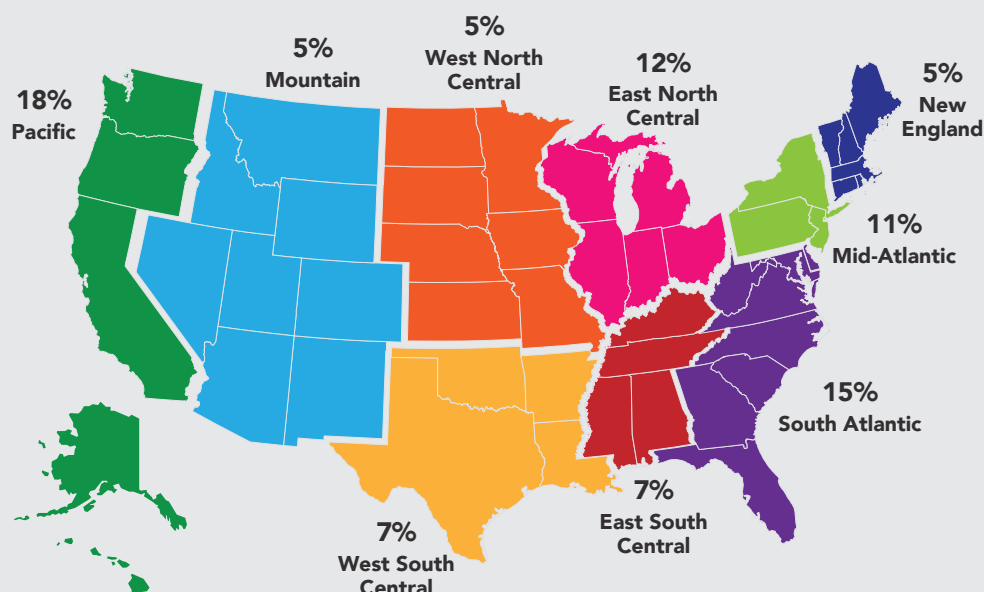 5%
West North
Central
5%
Mountain
12%
East North
Central
5%
New
England
18%
Pacific
11%
Mid-Atlantic
15%
South Atlantic
7%
East South
Central
7%
West South
Central